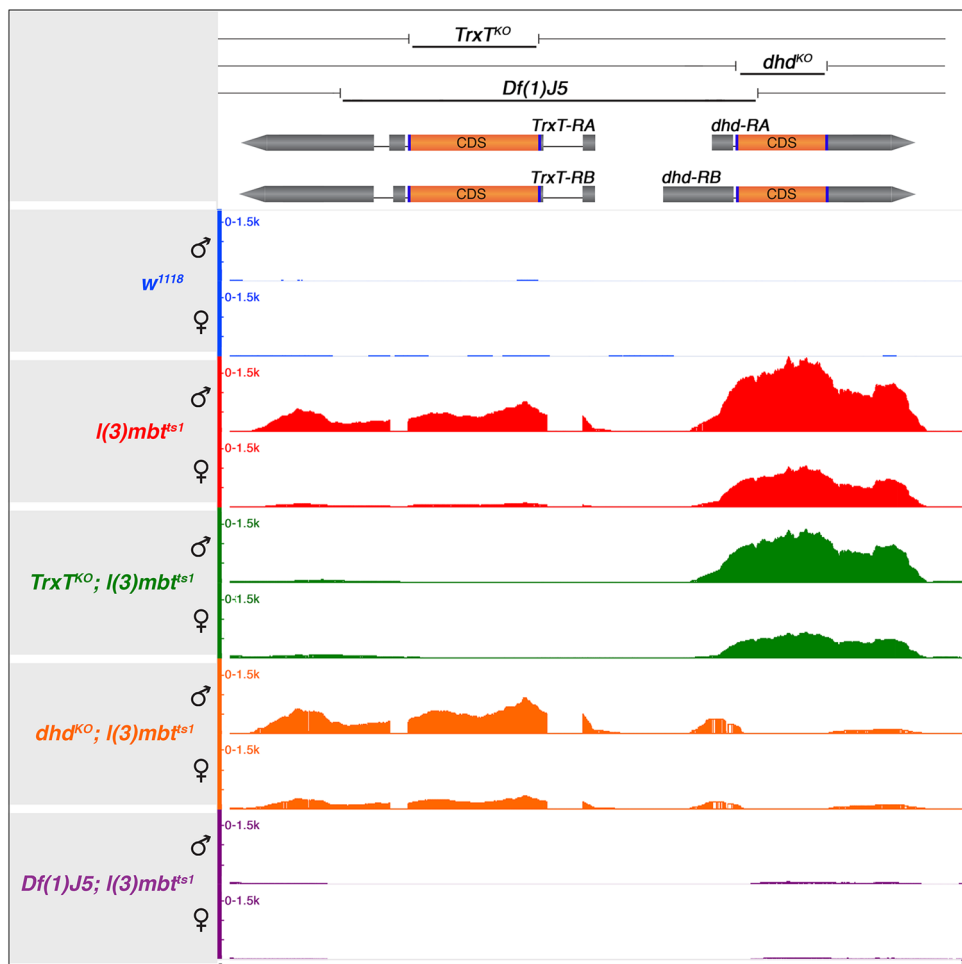 TrxT^KO
dhd^KO
Df(1)J5
TrxT-RA dhd-RA
CDS CDS
TrxT-RB dhd-RB
CDS CDS
w^1118
♂ 0-1.5k
♀ 0-1.5k
l(3)mbt^ts1
♂ 0-1.5k
♀ 0-1.5k
TrxT^KO; l(3)mbt^ts1
♂ 0-1.5k
♀ 0-1.5k
dhd^KO; l(3)mbt^ts1
♂ 0-1.5k
♀ 0-1.5k
Df(1)J5; l(3)mbt^ts1
♂ 0-1.5k
♀ 0-1.5k